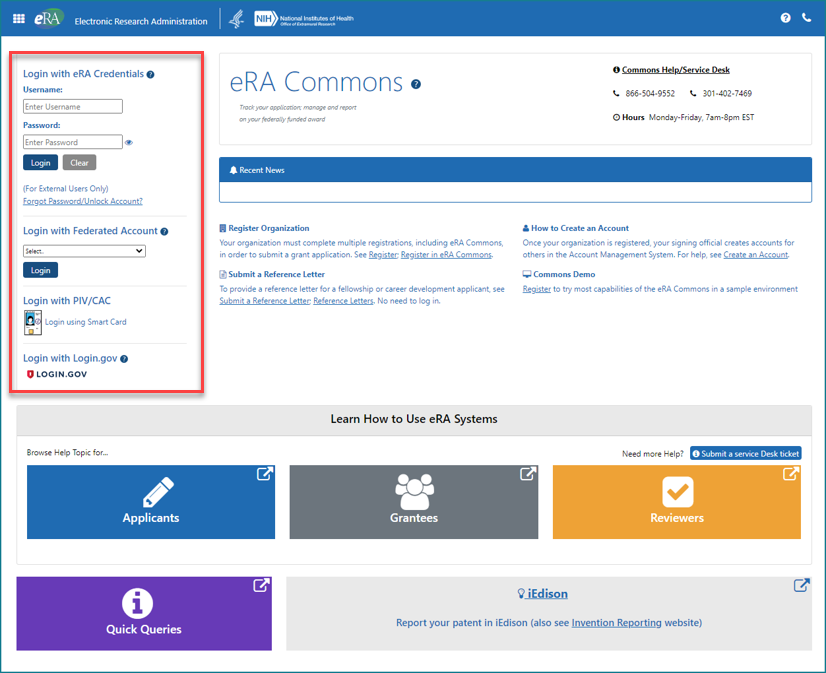 eRA Electronic Research Administration NIH National Institutes of Health
Office of Extramural Research
Login with eRA Credentials
Username:
Enter Username
Password:
Enter Password
Login Clear
(For External Users Only)
Forgot Password/Unlock Account?
Login with Federated Account
Select.
Login
Login with PIV/CAC
Login using Smart Card
Login with Login.gov
LOGIN.GOV
eRA Commons
Track your application; manage and report
on your federally funded award
Commons Help/Service Desk
866-504-9552 301-402-7469
Hours Monday-Friday, 7am-8pm EST
Recent News
Register Organization
Your organization must complete multiple registrations, including eRA Commons,
in order to submit a grant application. See Register; Register in eRA Commons.
Submit a Reference Letter
To provide a reference letter for a fellowship or career development applicant, see
Submit a Reference Letter; Reference Letters. No need to log in.
How to Create an Account
Once your organization is registered, your signing official creates accounts for
others in the Account Management System. For help, see Create an Account.
Commons Demo
Register to try most capabilities of the eRA Commons in a sample environment
Learn How to Use eRA Systems
Browse Help Topic for...
Need more Help? Submit a service Desk ticket
Applicants
Grantees
Reviewers
Quick Queries
iEdison
Report your patent in iEdison (also see Invention Reporting website)